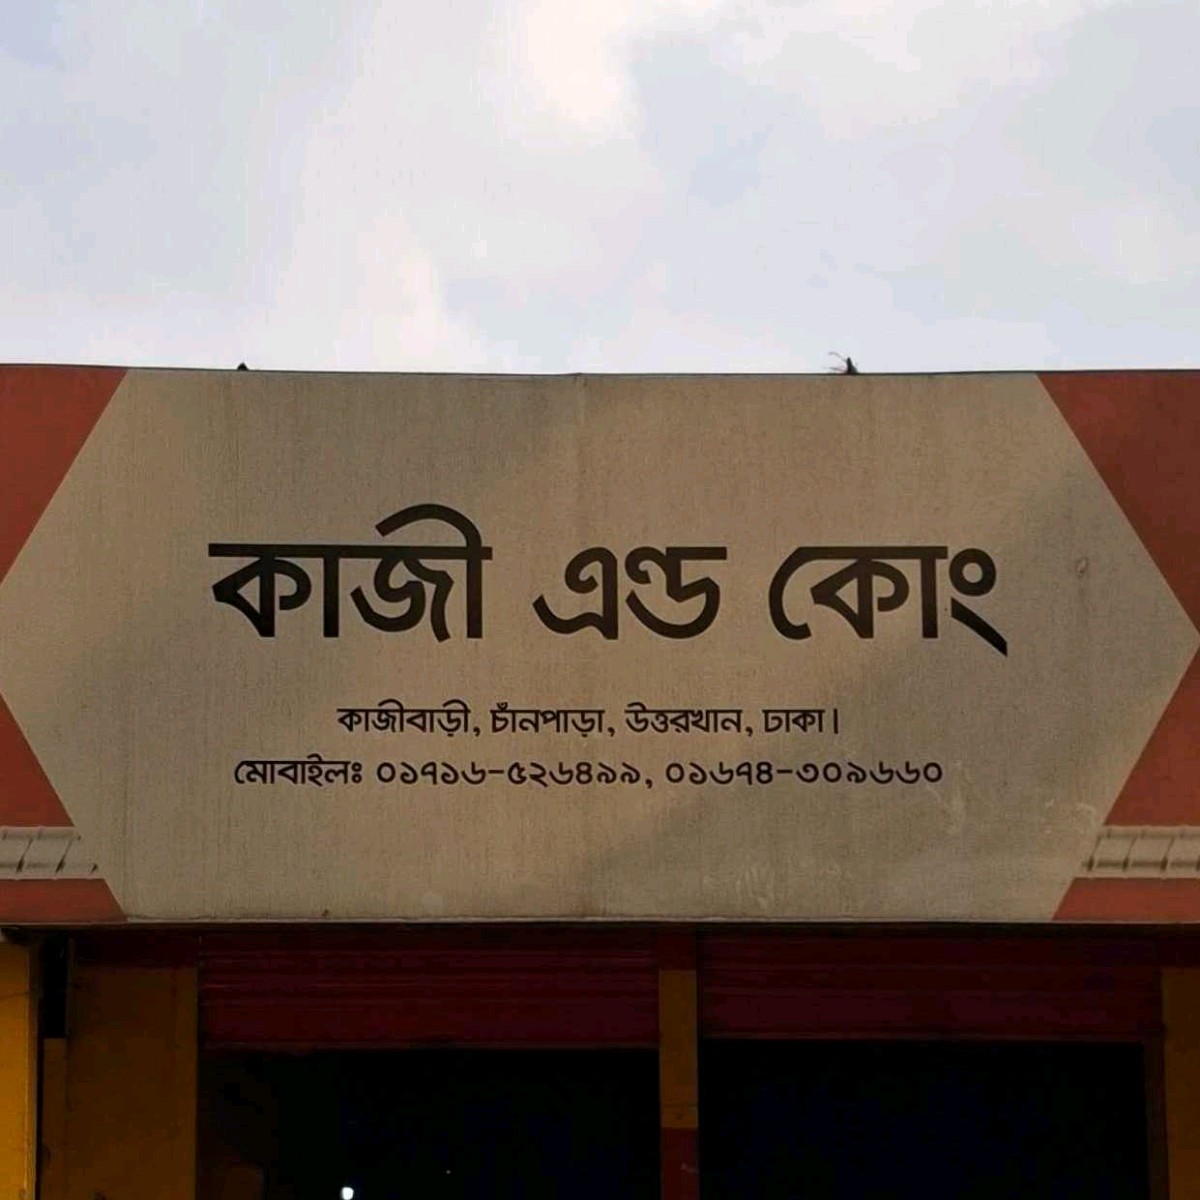 কাজী এন্ড কোং
কাজীবাড়ী, চাঁনপাড়া, উত্তরখান, ঢাকা।
মোবাইলঃ ০১৭১৬-৫২৬৪৯৯, ০১৬৭৪-৩০৯৬৬০